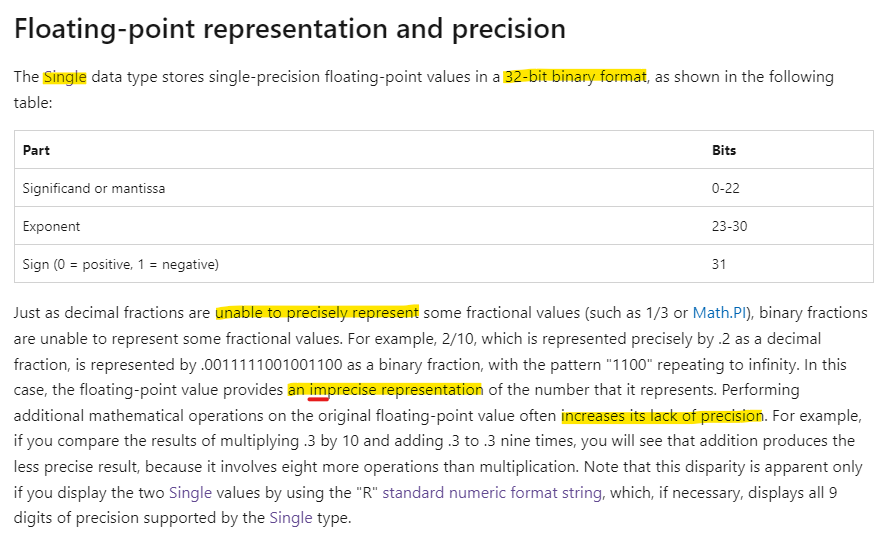 Floating-point representation and precision
The Single data type stores single-precision floating-point values in a 32-bit binary format, as shown in the following
table:
Part Bits
Significand or mantissa 0-22
Exponent 23-30
Sign (0 = positive, 1 = negative) 31
Just as decimal fractions are unable to precisely represent some fractional values (such as 1/3 or Math.PI), binary fractions
are unable to represent some fractional values. For example, 2/10, which is represented precisely by .2 as a decimal
fraction, is represented by .0011111001001100 as a binary fraction, with the pattern "1100" repeating to infinity. In this
case, the floating-point value provides an imprecise representation of the number that it represents. Performing
additional mathematical operations on the original floating-point value often increases its lack of precision. For example,
if you compare the results of multiplying .3 by 10 and adding .3 to .3 nine times, you will see that addition produces the
less precise result, because it involves eight more operations than multiplication. Note that this disparity is apparent only
if you display the two Single values by using the "R" standard numeric format string, which, if necessary, displays all 9
digits of precision supported by the Single type.